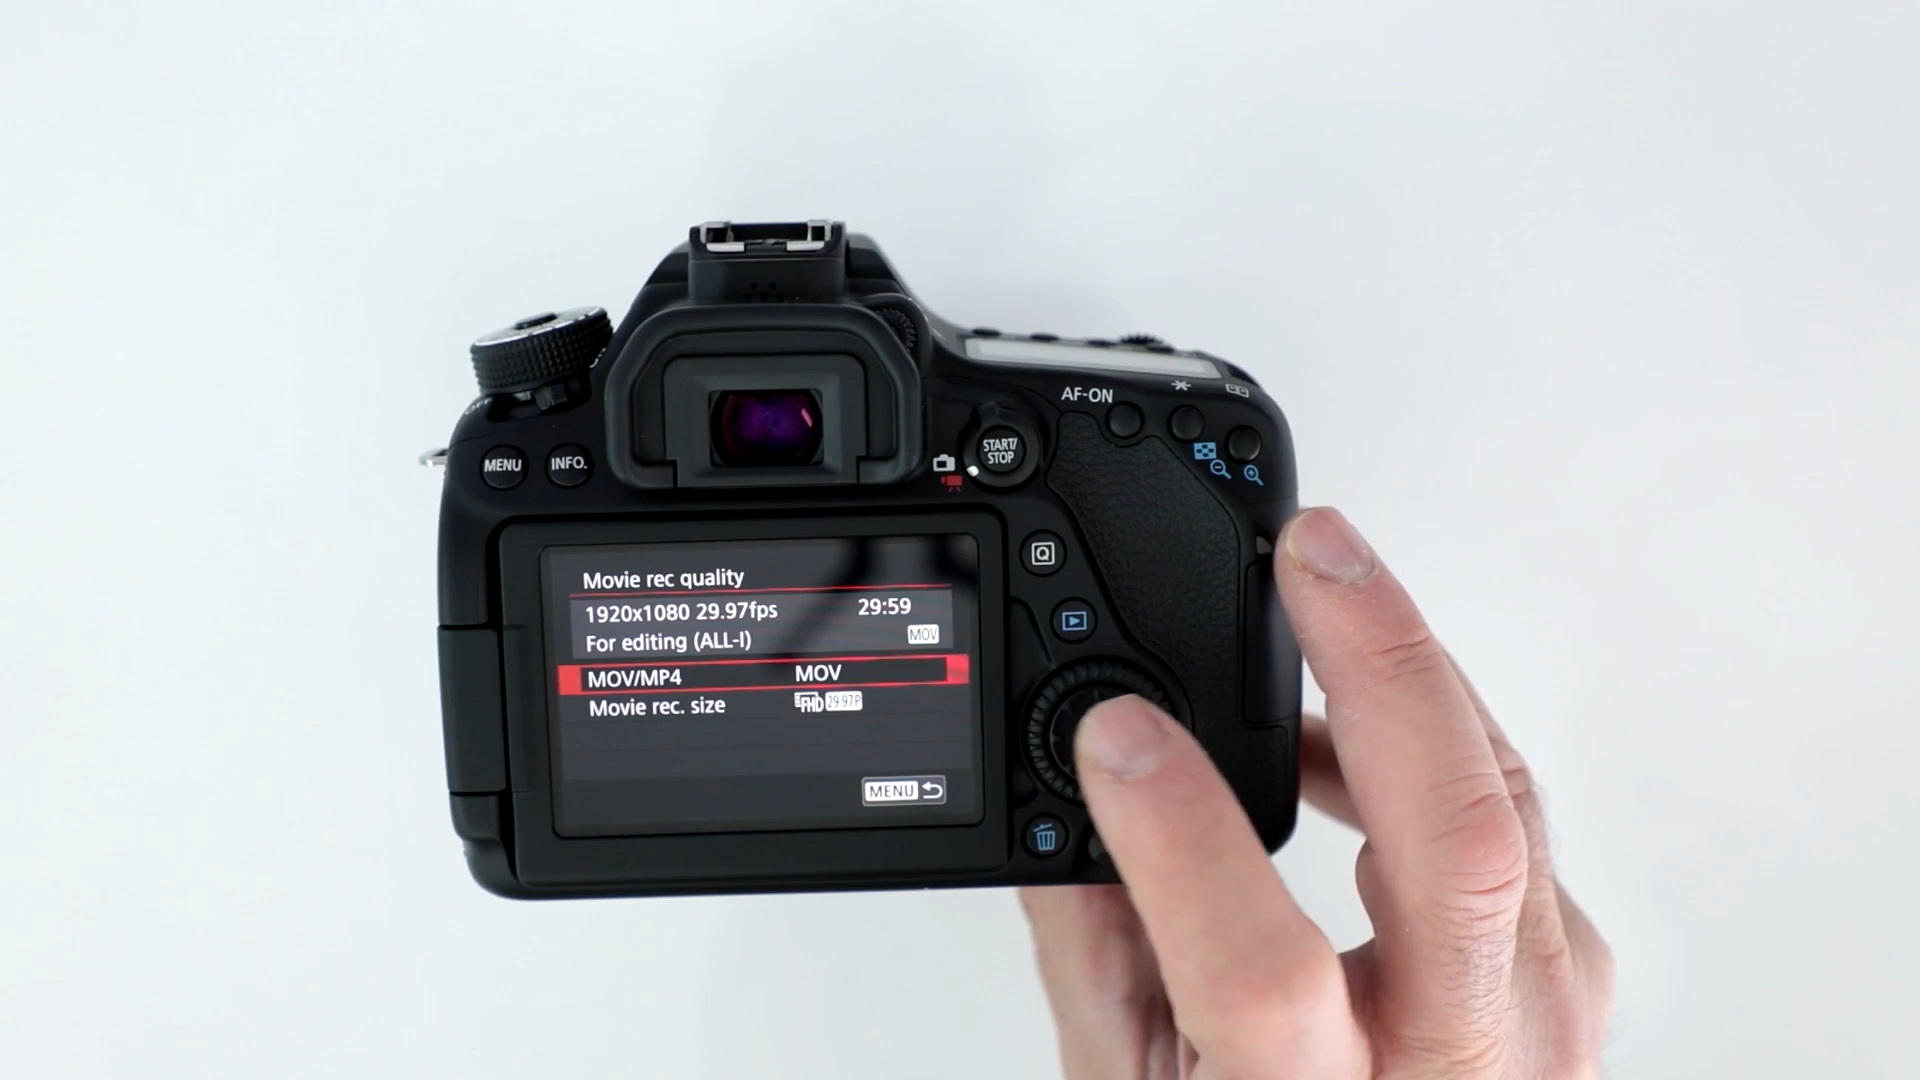 OFF
AF-ON
MENU
INFO.
START/
STOP
Q
Movie rec quality
1920x1080 29.97fps 29:59
For editing (ALL-I) MOV
MOV/MP4 MOV
Movie rec. size FHD 29.97P
MENU